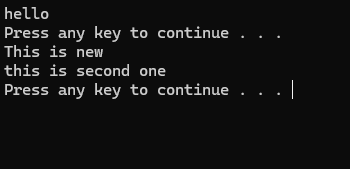 hello
Press any key to continue . . .
This is new
this is second one
Press any key to continue . . .